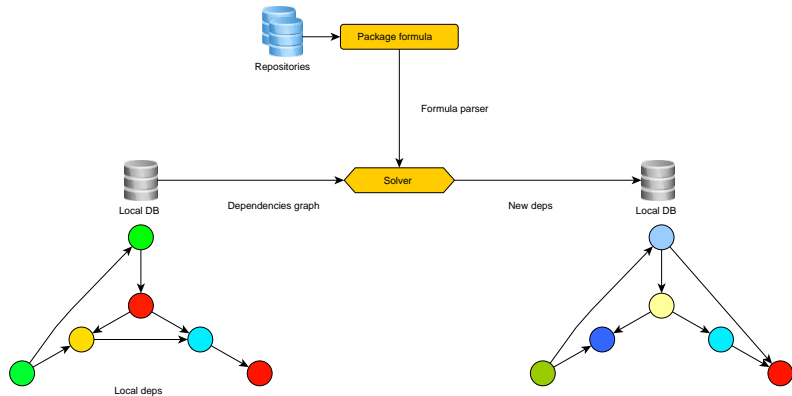 Package formula
Repositories
Formula parser
Solver
Local DB
Dependencies graph
New deps
Local DB
Local deps